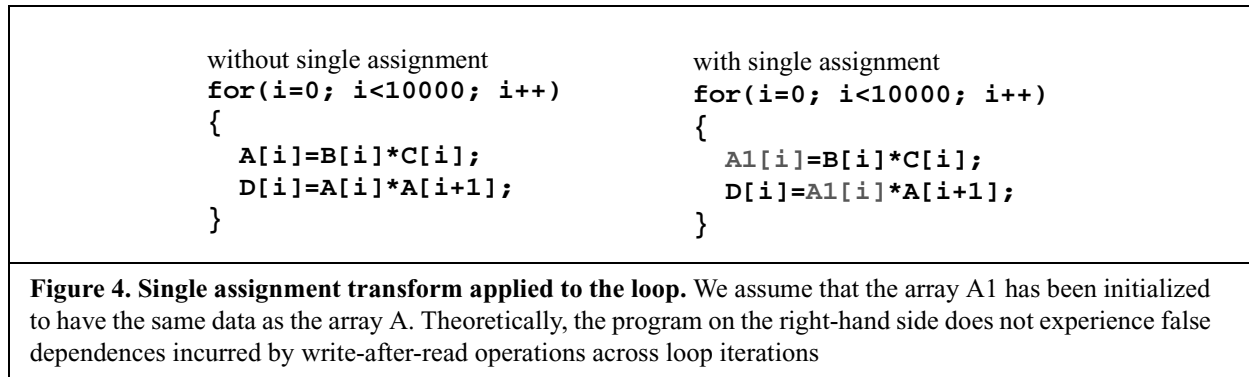 without single assignment
for(i=0; i<10000; i++)
{
A[i]=B[i]*C[i];
D[i]=A[i]*A[i+1];
}
with single assignment
for(i=0; i<10000; i++)
{
A1[i]=B[i]*C[i];
D[i]=A1[i]*A[i+1];
}
Figure 4. Single assignment transform applied to the loop. We assume that the array A1 has been initialized
to have the same data as the array A. Theoretically, the program on the right-hand side does not experience false
dependences incurred by write-after-read operations across loop iterations